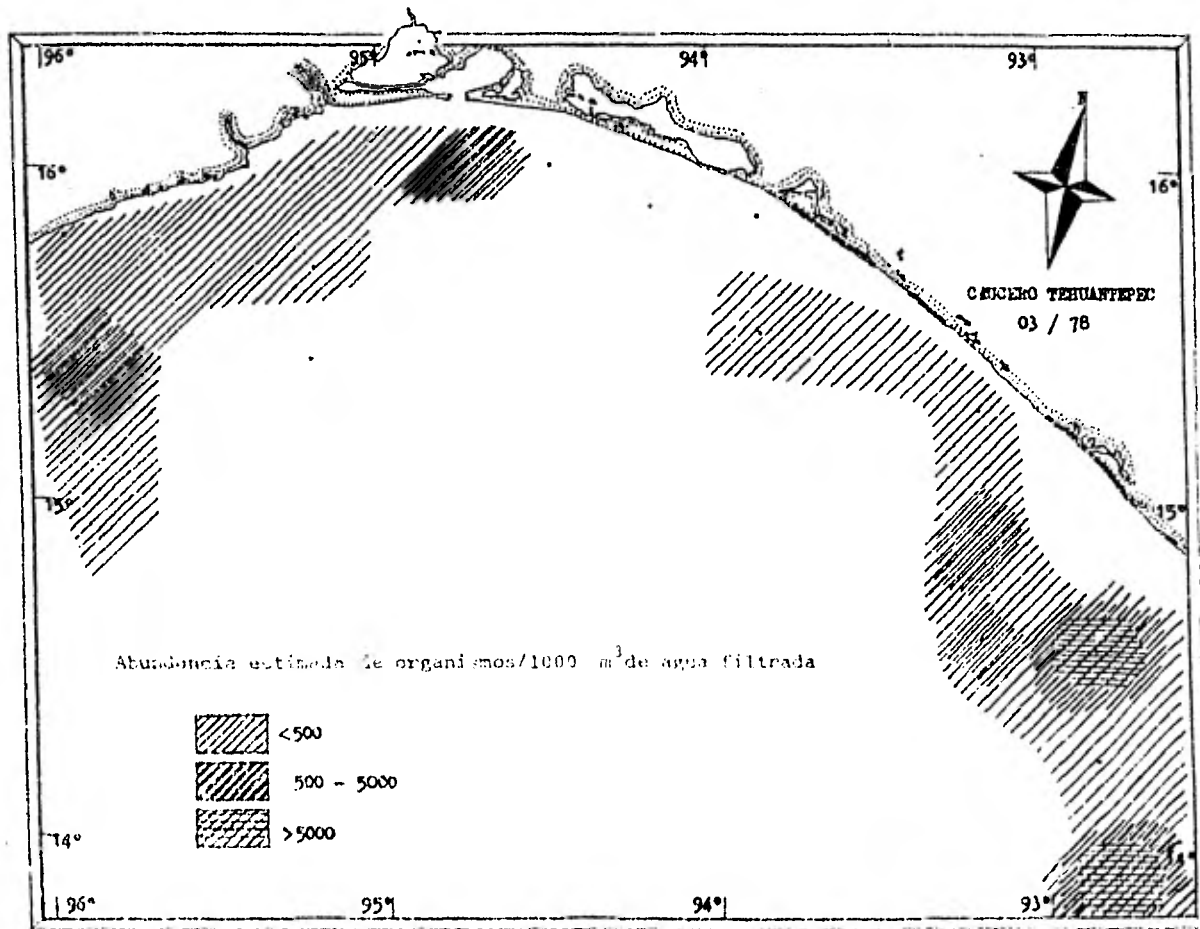 96° 95° 94° 93°
N
16° 16°
CRUCERO TEHUANTEPEC
03 / 78
15° 15°
Abundancia estimada de organismos/1000 m³ de agua filtrada
<500
500 - 5000
>5000
14° 14°
96° 95° 94° 93°